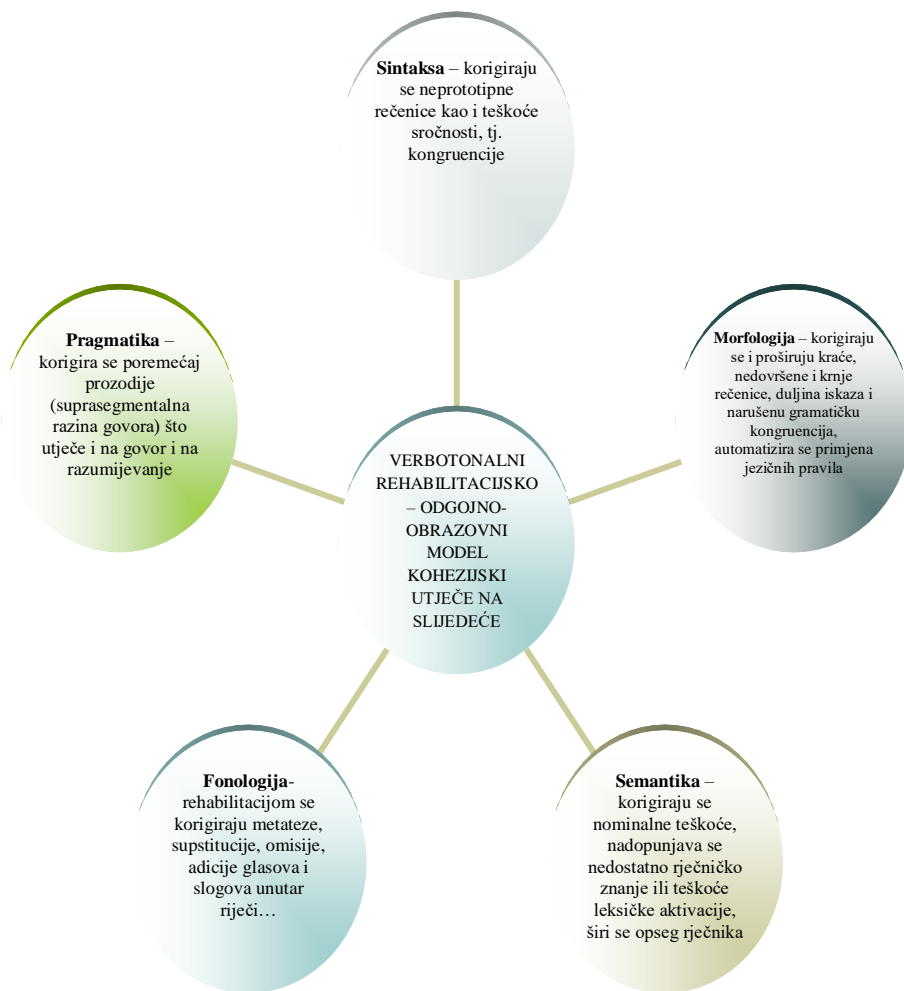 Sintaksa – korigiraju
se neprototipne
rečenice kao i teškoće
sročnosti, tj.
kongruencije
Pragmatika –
korigira se poremećaj
prozodije
(suprasegmentalna
razina govora) što
utječe i na govor i na
razumijevanje
Morfologija – korigiraju
se i proširuju kraće,
nedovršene i krnje
rečenice, duljina iskaza i
narušenu gramatičku
kongruencija,
automatizira se primjena
jezičnih pravila
VERBOTONALNI
REHABILITACIJSKO
– ODGOJNO-
OBRAZOVNI
MODEL
KOHEZIJSKI
UTJEČE NA
SLIJEDEĆE
Fonologija-
rehabilitacijom se
korigiraju metateze,
supstitucije, omisije,
adicije glasova i
slogova unutar
riječi…
Semantika –
korigiraju se
nominalne teškoće,
nadopunjava se
nedostatno rječničko
znanje ili teškoće
leksičke aktivacije,
širi se opseg rječnika